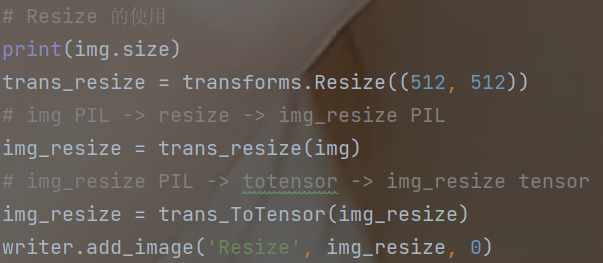 # Resize 的使用
print(img.size)
trans_resize = transforms.Resize((512, 512))
# img PIL -> resize -> img_resize PIL
img_resize = trans_resize(img)
# img_resize PIL -> totensor -> img_resize tensor
img_resize = trans_ToTensor(img_resize)
writer.add_image('Resize', img_resize, 0)